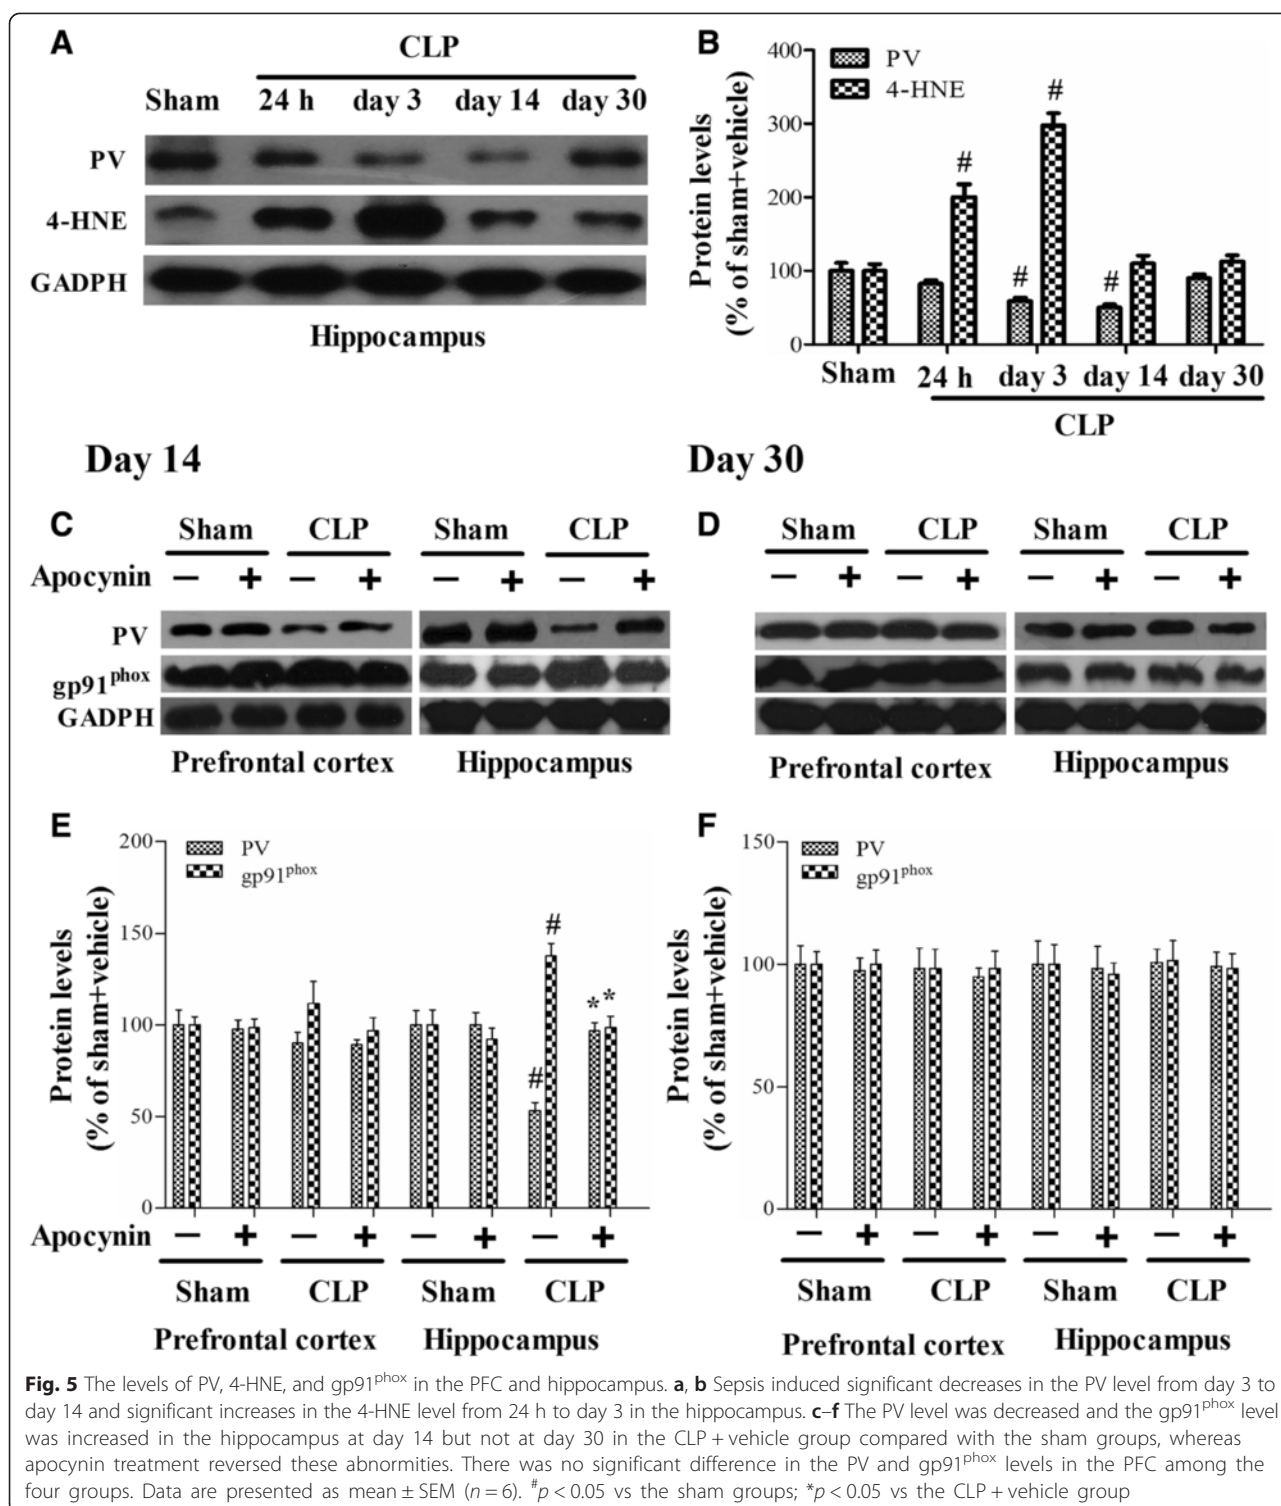 A
CLP
Sham 24 h day 3 day 14 day 30
PV
4-HNE
GADPH
Hippocampus
B
PV
4-HNE
Protein levels
(% of sham+vehicle)
400
300
200
100
0
# # # #
Sham 24 h day 3 day 14 day 30
CLP
Day 14
Day 30
C
Sham CLP Sham CLP
Apocynin − + − + − + − +
PV
gp91phox
GADPH
Prefrontal cortex Hippocampus
D
Sham CLP Sham CLP
− + − + − + − +
Prefrontal cortex Hippocampus
E
PV
gp91phox
Protein levels
(% of sham+vehicle)
200
150
100
50
0
# # * *
Apocynin − + − + − + − +
Sham CLP Sham CLP
Prefrontal cortex Hippocampus
F
PV
gp91phox
Protein levels
(% of sham+vehicle)
150
100
50
0
− + − + − + − +
Sham CLP Sham CLP
Prefrontal cortex Hippocampus
Fig. 5 The levels of PV, 4-HNE, and gp91phox in the PFC and hippocampus. a, b Sepsis induced significant decreases in the PV level from day 3 to
day 14 and significant increases in the 4-HNE level from 24 h to day 3 in the hippocampus. c–f The PV level was decreased and the gp91phox level
was increased in the hippocampus at day 14 but not at day 30 in the CLP + vehicle group compared with the sham groups, whereas
apocynin treatment reversed these abnormities. There was no significant difference in the PV and gp91phox levels in the PFC among the
four groups. Data are presented as mean ± SEM (n = 6). #p < 0.05 vs the sham groups; *p < 0.05 vs the CLP + vehicle group